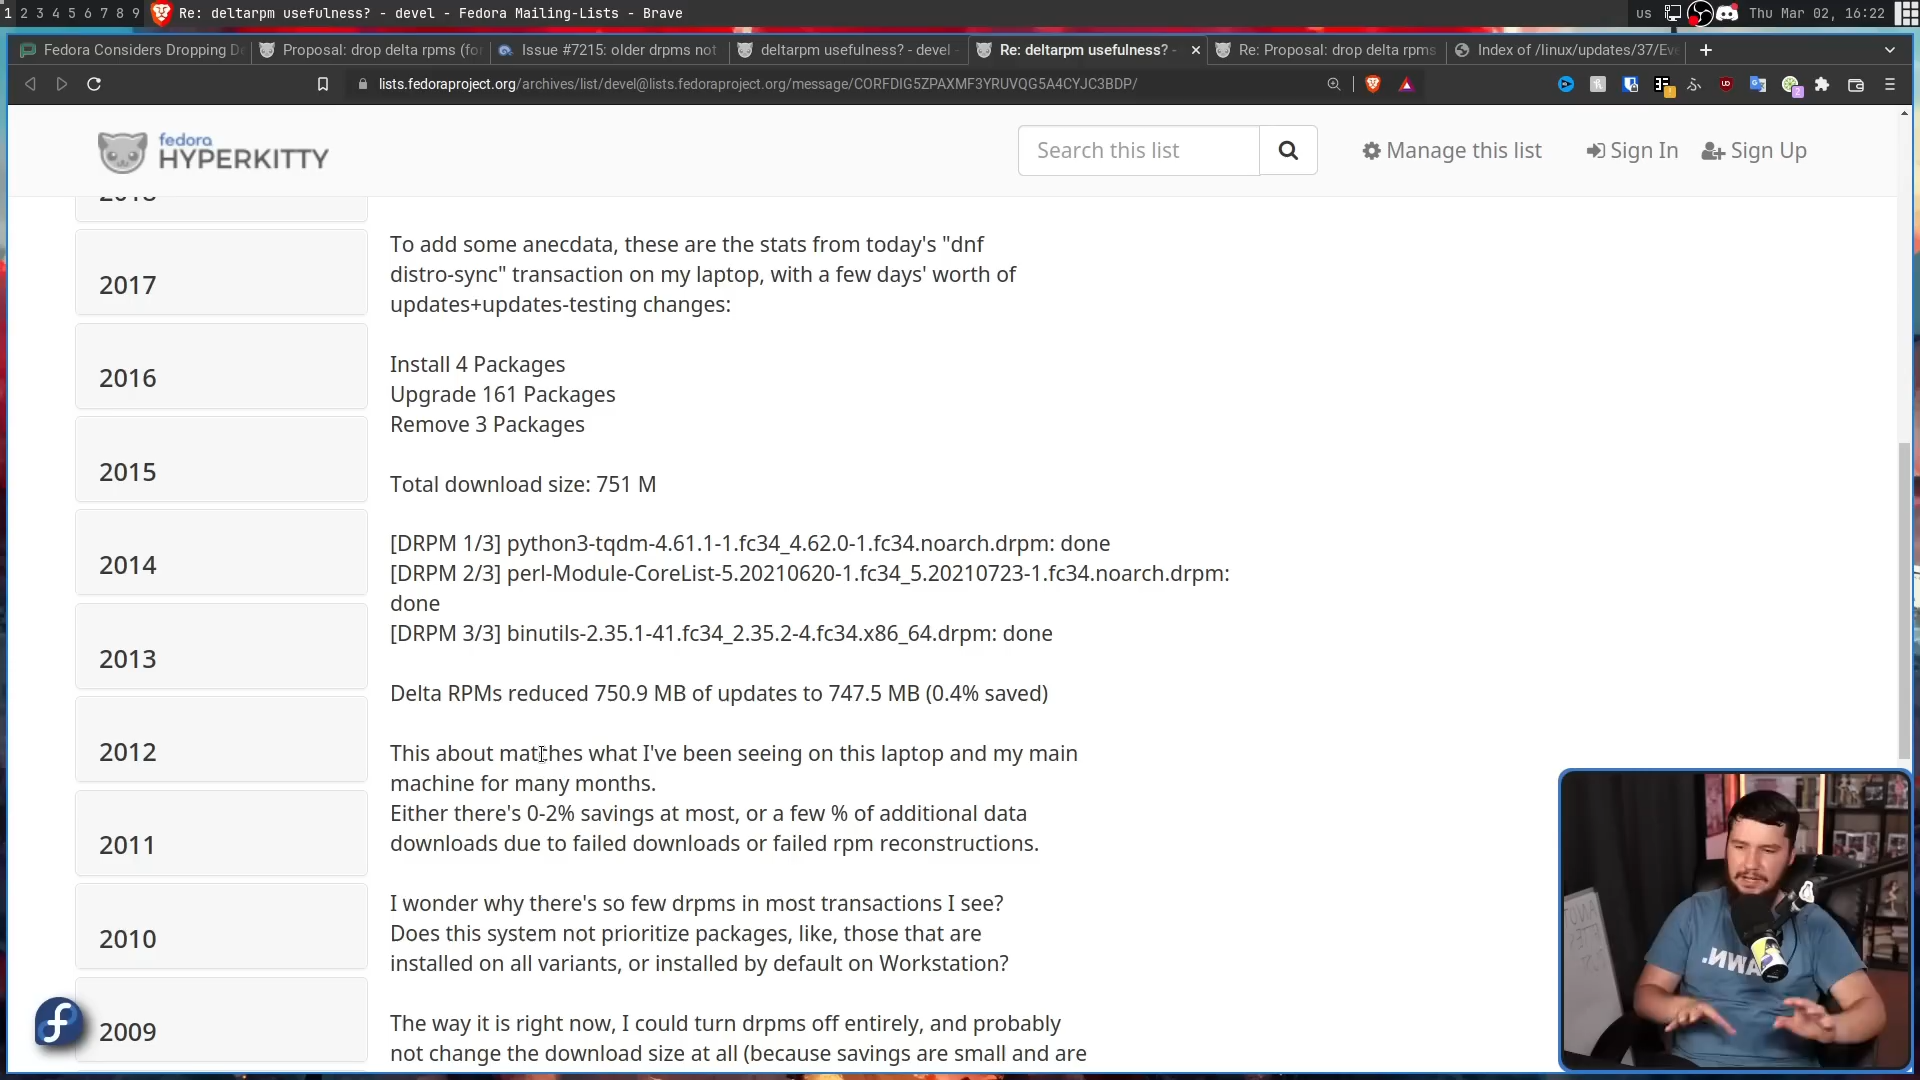 1 2 3 4 5 6 7 8 9 Re: deltarpm usefulness? - devel - Fedora Mailing-Lists - Brave us Thu Mar 02, 16:22
Fedora Considers Dropping D
Proposal: drop delta rpms (for
Issue #7215: older drpms not
deltarpm usefulness? - devel -
Re: deltarpm usefulness? -
Re: Proposal: drop delta rpms
Index of /linux/updates/37/Eve
lists.fedoraproject.org/archives/list/devel@lists.fedoraproject.org/message/CORFDIG5ZPAXMF3YRUVQG5A4CYJC3BDP/
fedora
HYPERKITTY
Search this list
Manage this list
Sign In
Sign Up
2018
2017
2016
2015
2014
2013
2012
2011
2010
2009
To add some anecdata, these are the stats from today's "dnf
distro-sync" transaction on my laptop, with a few days' worth of
updates+updates-testing changes:
Install 4 Packages
Upgrade 161 Packages
Remove 3 Packages
Total download size: 751 M
[DRPM 1/3] python3-tqdm-4.61.1-1.fc34_4.62.0-1.fc34.noarch.drpm: done
[DRPM 2/3] perl-Module-CoreList-5.20210620-1.fc34_5.20210723-1.fc34.noarch.drpm:
done
[DRPM 3/3] binutils-2.35.1-41.fc34_2.35.2-4.fc34.x86_64.drpm: done
Delta RPMs reduced 750.9 MB of updates to 747.5 MB (0.4% saved)
This about matches what I've been seeing on this laptop and my main
machine for many months.
Either there's 0-2% savings at most, or a few % of additional data
downloads due to failed downloads or failed rpm reconstructions.
I wonder why there's so few drpms in most transactions I see?
Does this system not prioritize packages, like, those that are
installed on all variants, or installed by default on Workstation?
The way it is right now, I could turn drpms off entirely, and probably
not change the download size at all (because savings are small and are